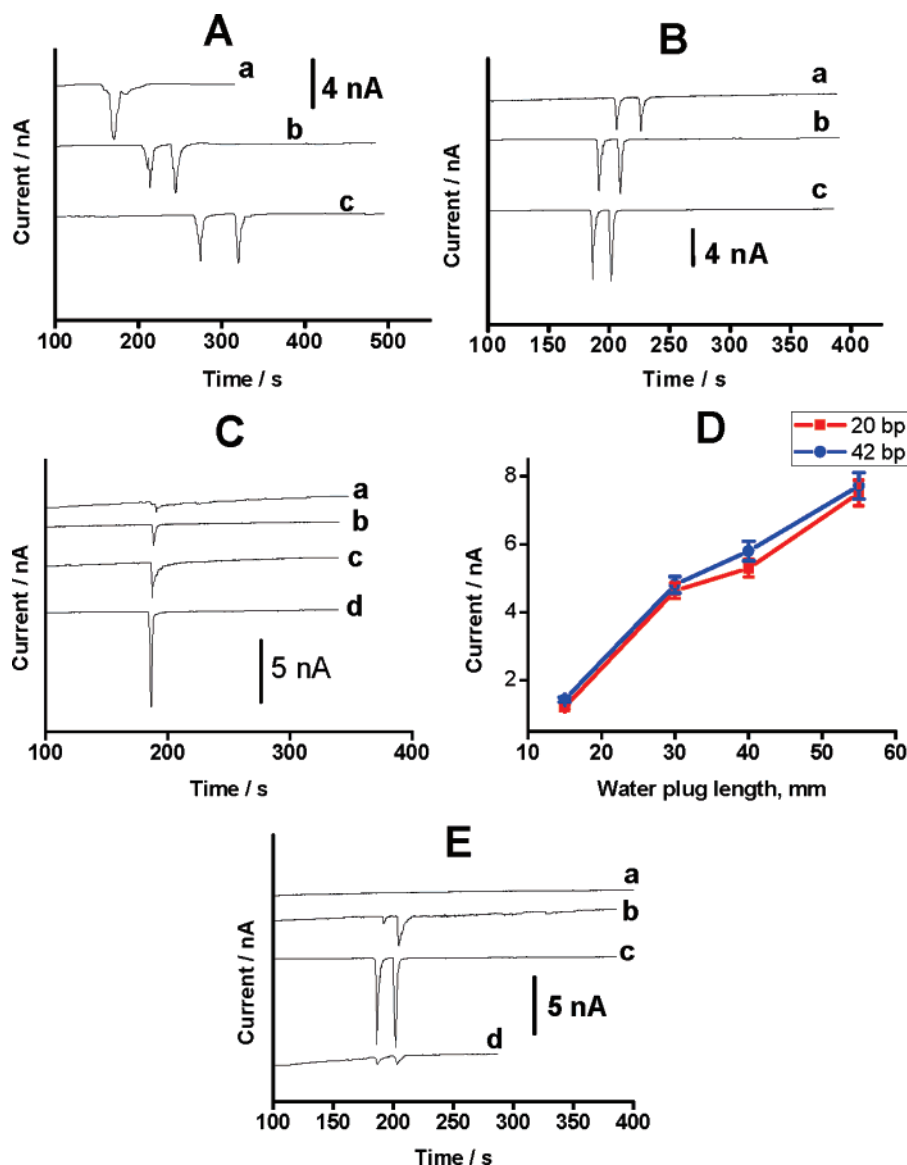 A
a
4 nA
b
c
Current / nA
100 200 300 400 500
Time / s
B
a
b
c
4 nA
Current / nA
100 150 200 250 300 350 400
Time / s
C
a
b
c
d
5 nA
Current / nA
100 200 300 400
Time / s
D
20 bp
42 bp
8
6
4
2
Current / nA
10 20 30 40 50 60
Water plug length, mm
E
a
b
c
5 nA
d
Current / nA
100 150 200 250 300 350 400
Time / s